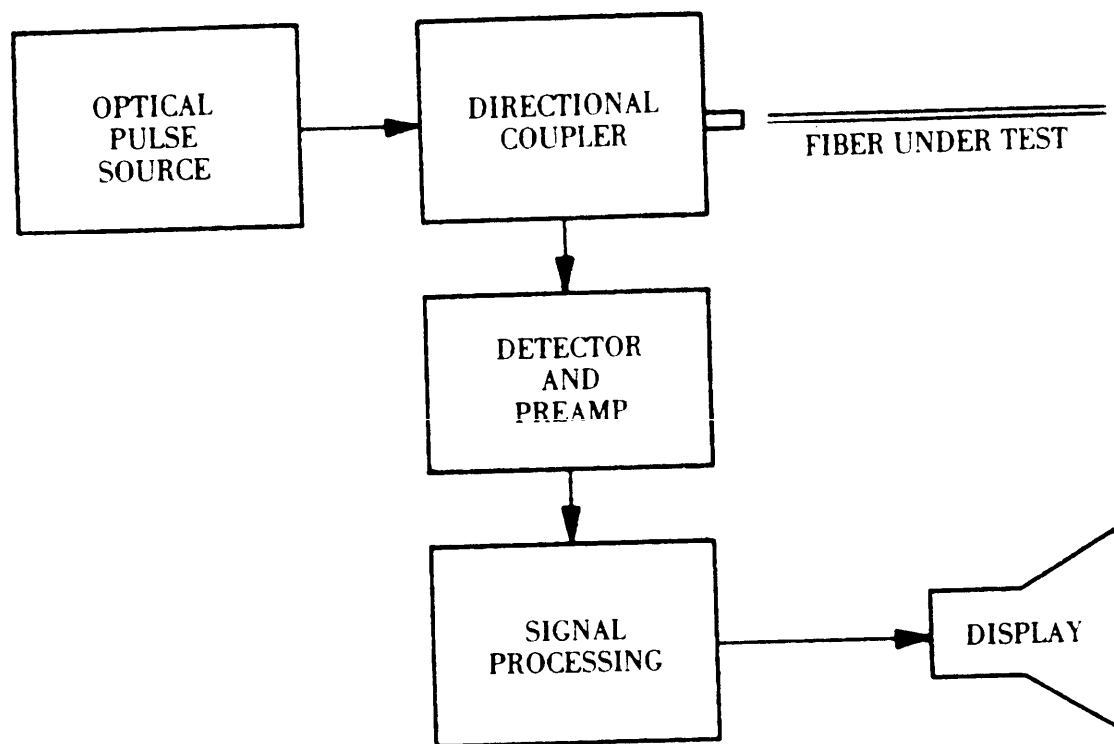 OPTICAL
PULSE
SOURCE
DIRECTIONAL
COUPLER
FIBER UNDER TEST
DETECTOR
AND
PREAMP
SIGNAL
PROCESSING
DISPLAY